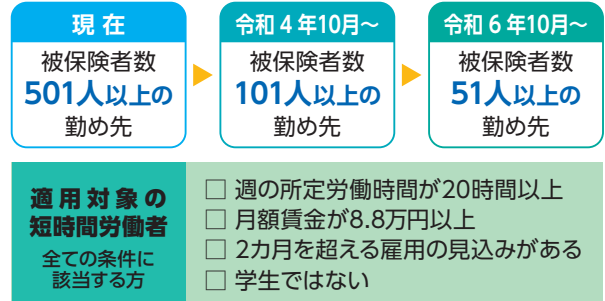 現在
被保険者数
501人以上の
勤め先
令和4年10月~
被保険者数
101人以上の
勤め先
令和6年10月~
被保険者数
51人以上の
勤め先
適用対象の
短時間労働者
全ての条件に
該当する方
□ 週の所定労働時間が20時間以上
□ 月額賃金が8.8万円以上
□ 2カ月を超える雇用の見込みがある
□ 学生ではない